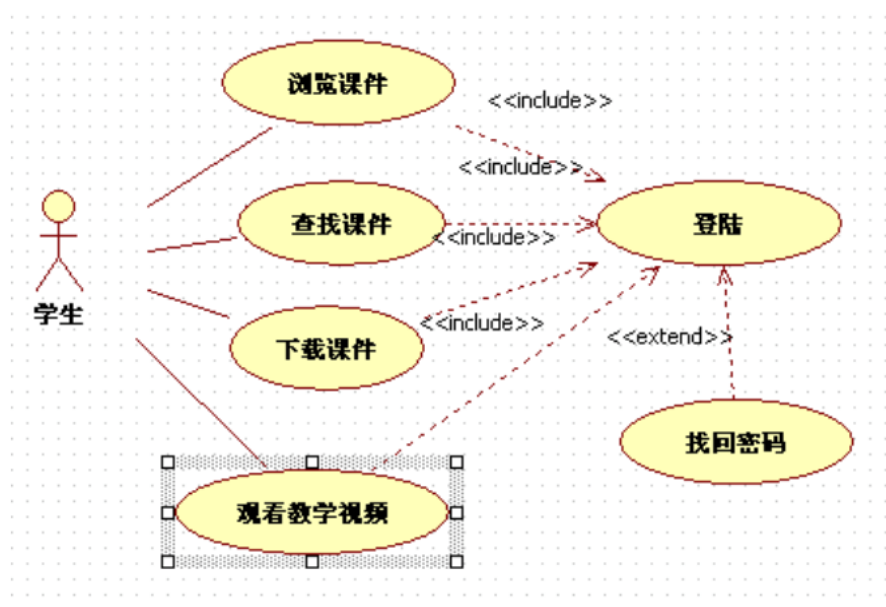 浏览课件
<<include>>
<<include>>
查找课件
登陆
<<include>>
学生
下载课件
<<include>>
<<extend>>
找回密码
观看教学视频